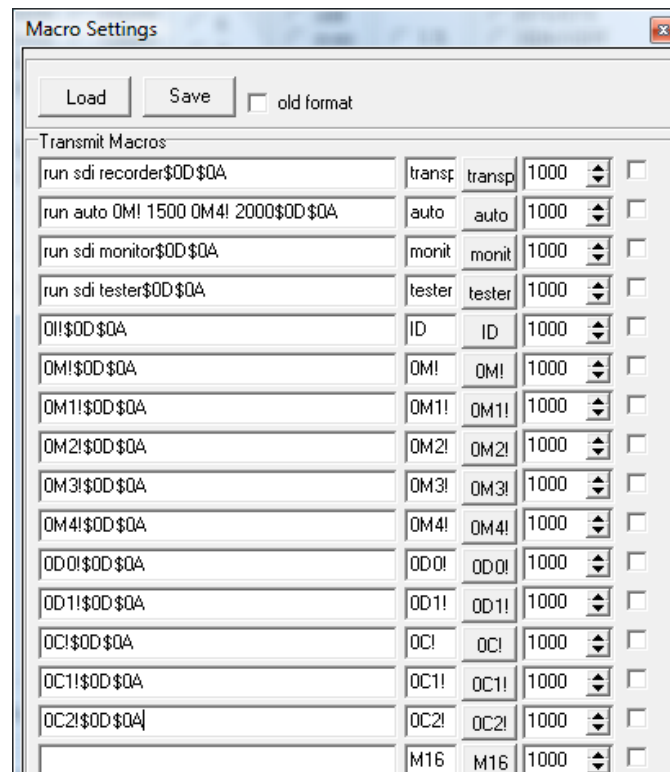 Macro Settings
Load Save old format
Transmit Macros
run sdi recorder$0D$0A transp transp 1000
run auto 0M! 1500 0M4! 2000$0D$0A auto auto 1000
run sdi monitor$0D$0A monit monit 1000
run sdi tester$0D$0A tester tester 1000
0I!$0D$0A ID ID 1000
0M!$0D$0A 0M! 0M! 1000
0M1!$0D$0A 0M1! 0M1! 1000
0M2!$0D$0A 0M2! 0M2! 1000
0M3!$0D$0A 0M3! 0M3! 1000
0M4!$0D$0A 0M4! 0M4! 1000
0D0!$0D$0A 0D0! 0D0! 1000
0D1!$0D$0A 0D1! 0D1! 1000
0C!$0D$0A 0C! 0C! 1000
0C1!$0D$0A 0C1! 0C1! 1000
0C2!$0D$0A 0C2! 0C2! 1000
M16 M16 1000